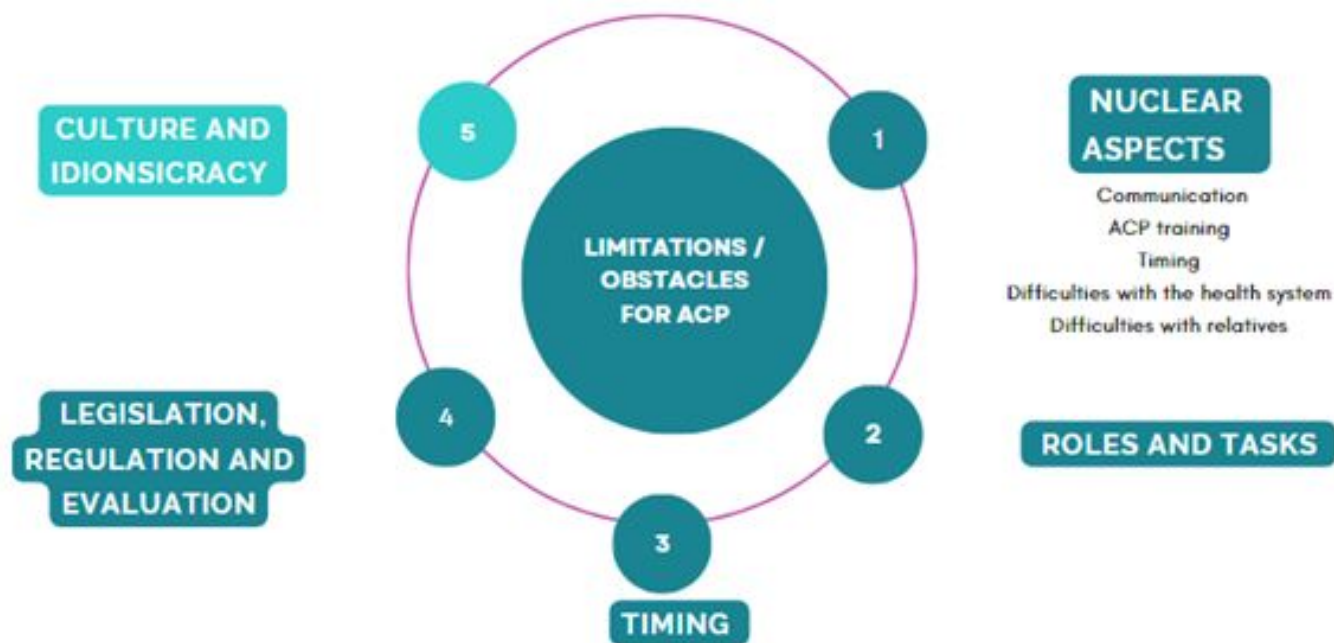 LIMITATIONS /
OBSTACLES
FOR ACP
1
NUCLEAR
ASPECTS
Communication
ACP training
Timing
Difficulties with the health system
Difficulties with relatives
2
ROLES AND TASKS
3
TIMING
4
LEGISLATION,
REGULATION AND
EVALUATION
5
CULTURE AND
IDIONSICRACY